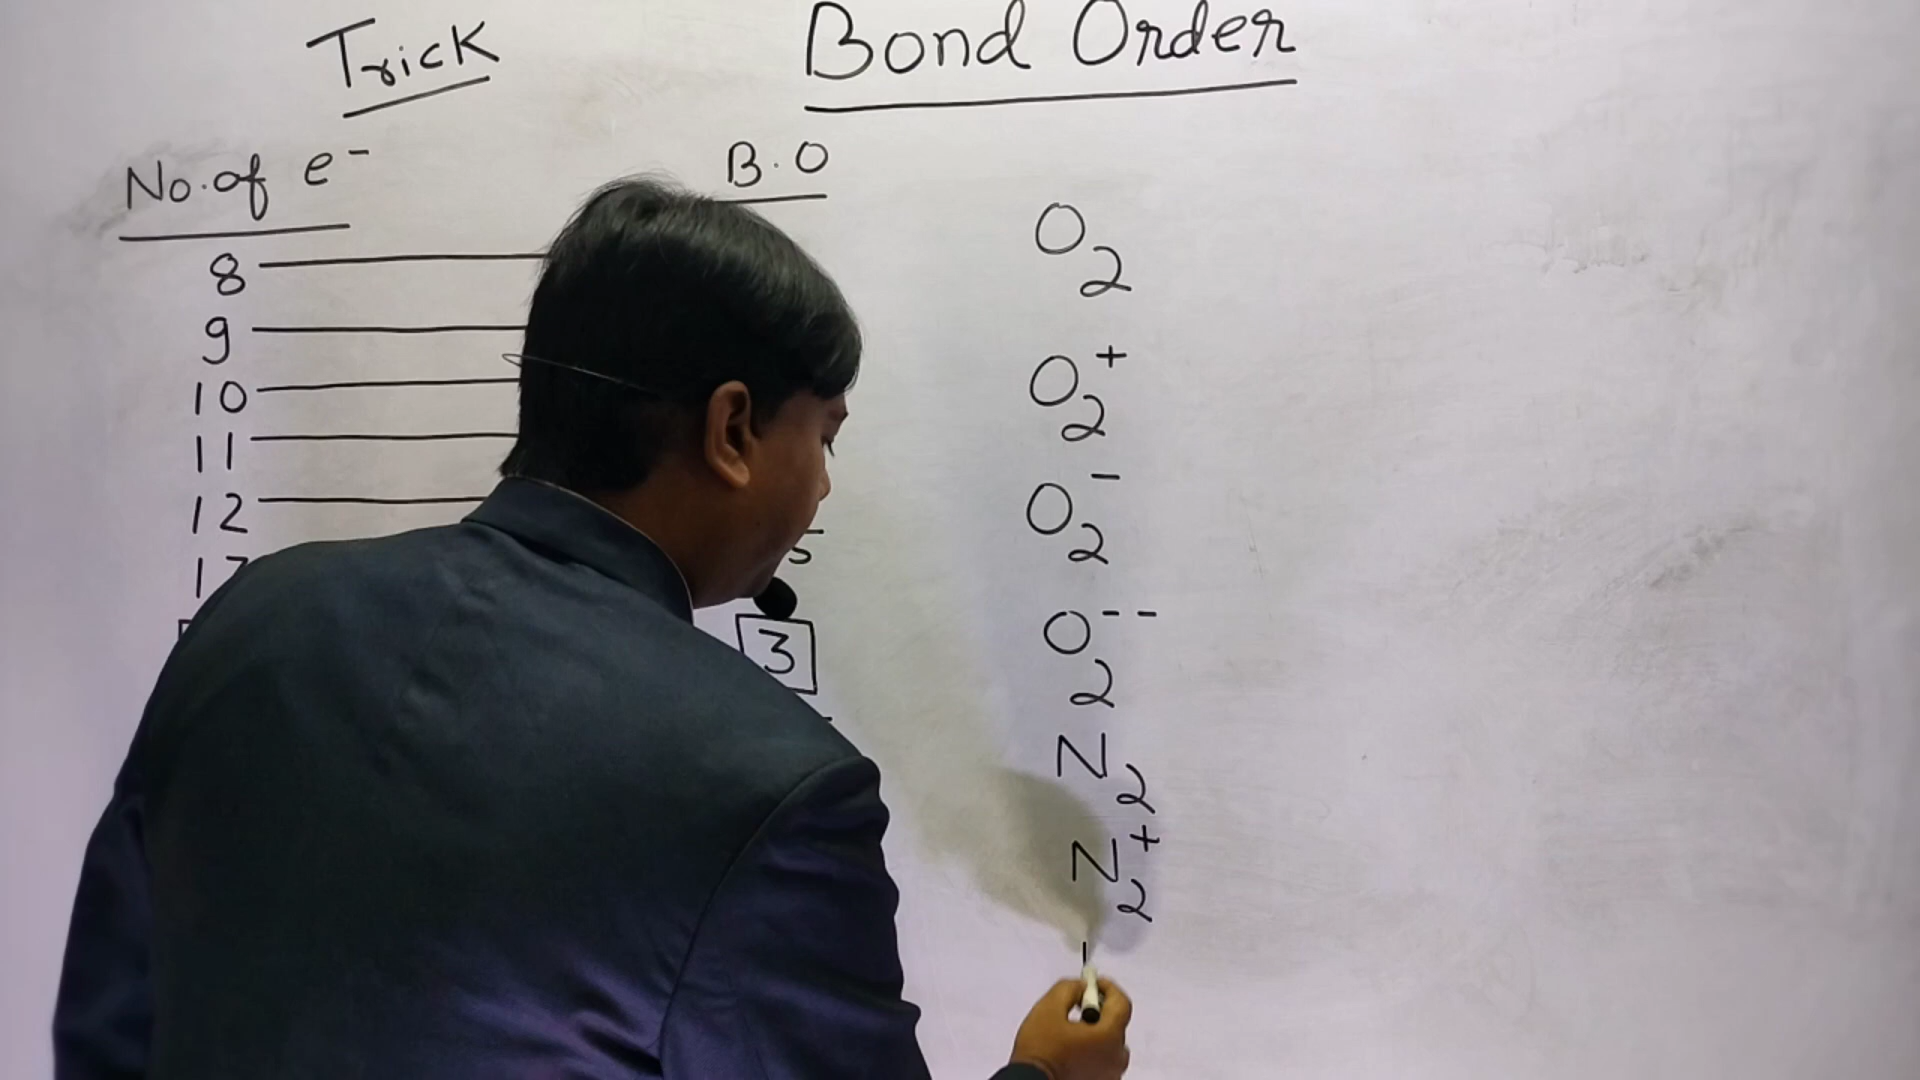 Trick
Bond Order
No. of e⁻
B.O
8
9
10
11
12
3
O₂
O₂⁺
O₂⁻
O₂⁻⁻
N₂
N₂⁺